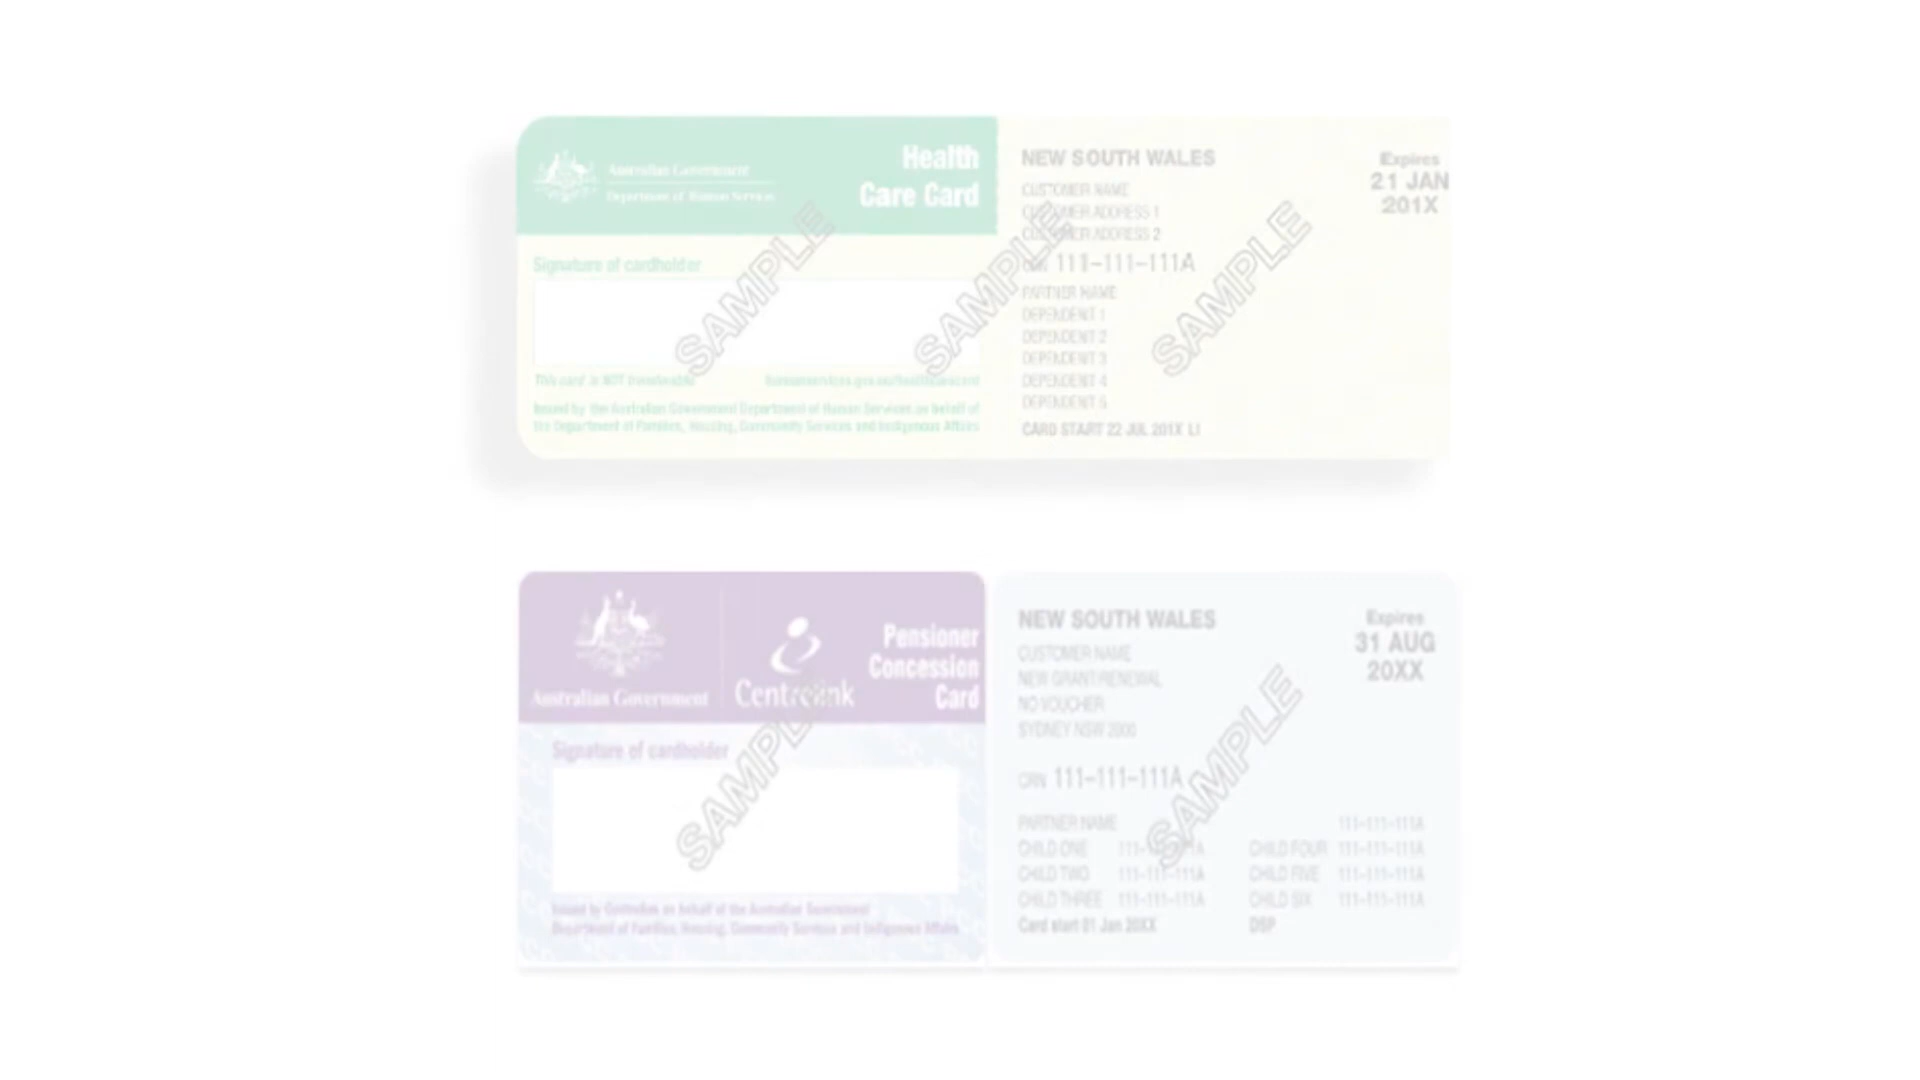 Australian Government
Department of Human Services
Health
Care Card
Signature of cardholder
This card is NOT transferable
humanservices.gov.au/healthcarecard
Issued by the Australian Government Department of Human Services on behalf of
the Department of Families, Housing, Community Services and Indigenous Affairs
NEW SOUTH WALES
CUSTOMER NAME
CUSTOMER ADDRESS 1
CUSTOMER ADDRESS 2
CRN 111-111-111A
PARTNER NAME
DEPENDENT 1
DEPENDENT 2
DEPENDENT 3
DEPENDENT 4
DEPENDENT 5
CARD START 22 JUL 201X LI
Expires
21 JAN
201X
SAMPLE
SAMPLE
SAMPLE
Australian Government
Centrelink
Pensioner
Concession
Card
Signature of cardholder
Issued by Centrelink on behalf of the Australian Government
Department of Families, Housing, Community Services and Indigenous Affairs
NEW SOUTH WALES
CUSTOMER NAME
NEW GRANT/RENEWAL
NO VOUCHER
SYDNEY NSW 2000
CRN 111-111-111A
PARTNER NAME 111-111-111A
CHILD ONE 111-111-111A CHILD FOUR 111-111-111A
CHILD TWO 111-111-111A CHILD FIVE 111-111-111A
CHILD THREE 111-111-111A CHILD SIX 111-111-111A
Card start 01 Jan 20XX DSP
Expires
31 AUG
20XX
SAMPLE
SAMPLE